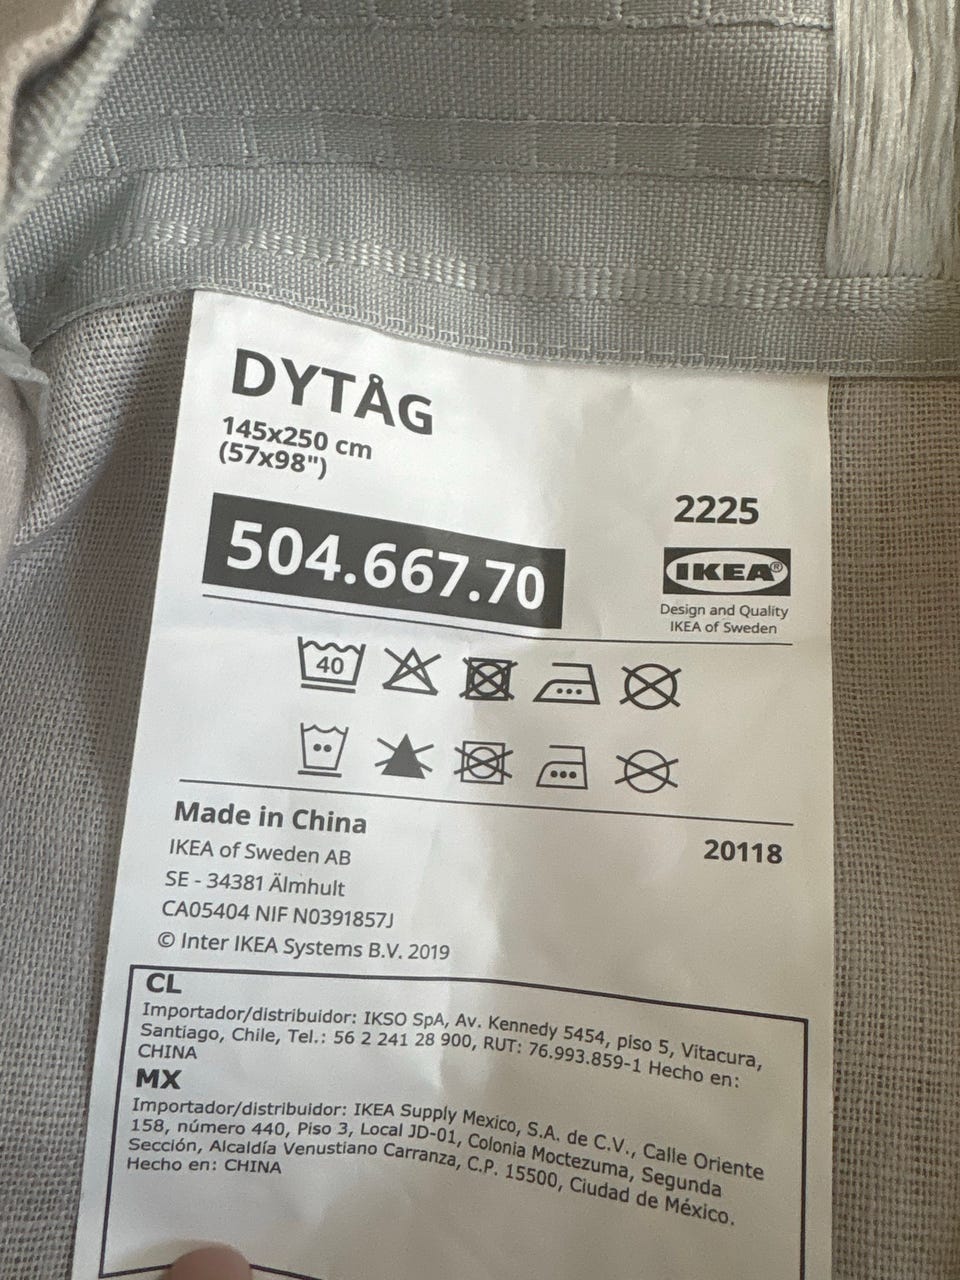 DYTÅG
145x250 cm
(57x98")
504.667.70
2225
IKEA®
Design and Quality
IKEA of Sweden
40
Made in China
IKEA of Sweden AB
SE - 34381 Älmhult
CA05404 NIF N0391857J
© Inter IKEA Systems B.V. 2019
20118
CL
Importador/distribuidor: IKSO SpA, Av. Kennedy 5454, piso 5, Vitacura,
Santiago, Chile, Tel.: 56 2 241 28 900, RUT: 76.993.859-1 Hecho en:
CHINA
MX
Importador/distribuidor: IKEA Supply Mexico, S.A. de C.V., Calle Oriente
158, número 440, Piso 3, Local JD-01, Colonia Moctezuma, Segunda
Sección, Alcaldía Venustiano Carranza, C.P. 15500, Ciudad de México.
Hecho en: CHINA